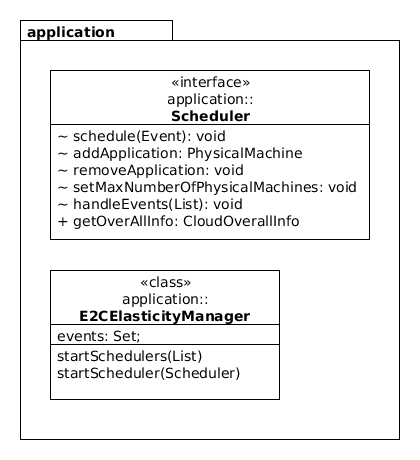 application
«interface»
application::
Scheduler
~ schedule(Event): void
~ addApplication: PhysicalMachine
~ removeApplication: void
~ setMaxNumberOfPhysicalMachines: void
~ handleEvents(List): void
+ getOverAllInfo: CloudOverallInfo
«class»
application::
E2CElasticityManager
events: Set;
startSchedulers(List)
startScheduler(Scheduler)